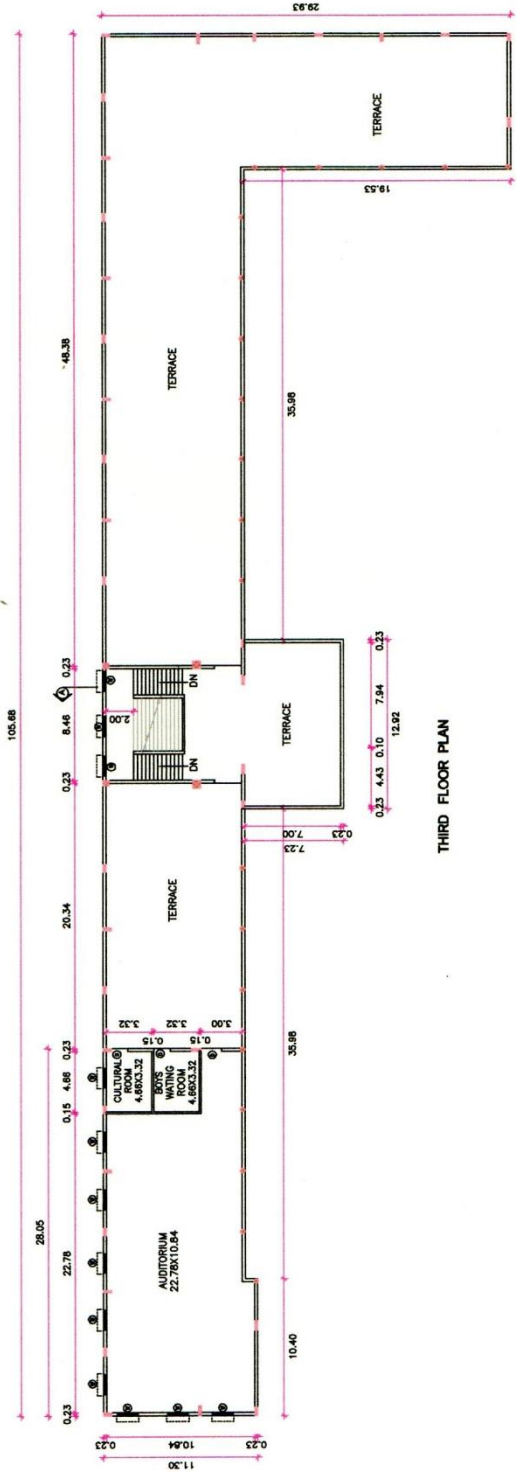 105.68
48.38
0.23
8.46
0.23
20.34
0.23
4.66
0.15
28.05
22.78
0.23
29.93
19.53
TERRACE
TERRACE
35.98
A
2.00
DN
DN
TERRACE
0.23
7.94
0.10
4.43
0.23
12.92
7.00
0.23
7.23
TERRACE
3.32
0.15
3.32
0.15
3.00
CULTURAL
ROOM
4.66X3.32
BOYS
WATING
ROOM
4.66X3.32
35.98
AUDITORIUM
22.78X10.84
10.40
0.23
10.84
0.23
11.30
THIRD FLOOR PLAN